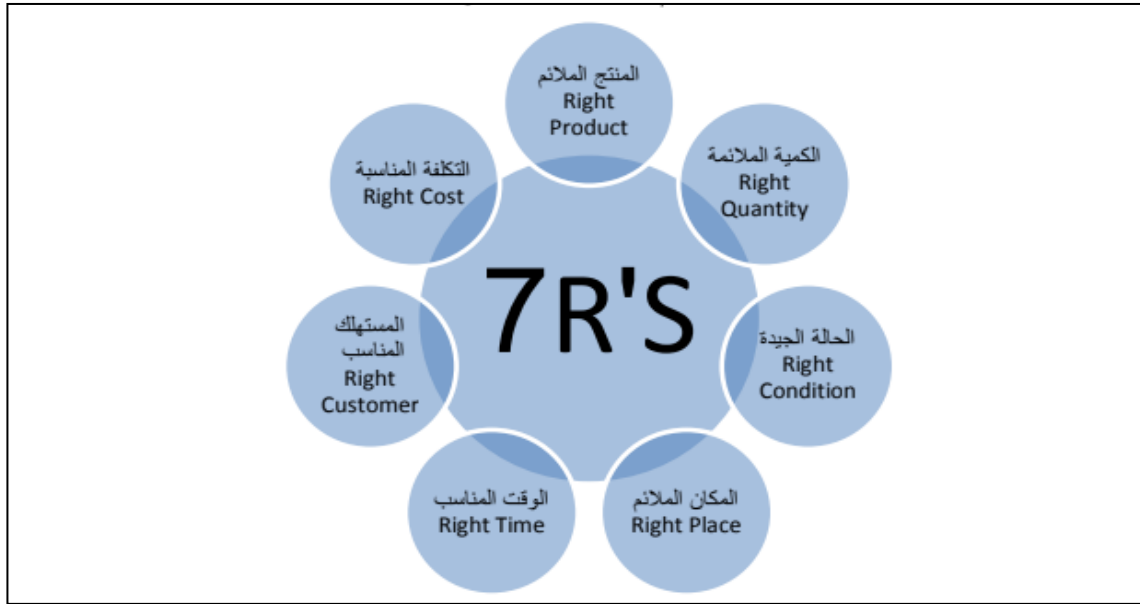 المنتج الملائم
Right
Product
الكمية الملائمة
Right
Quantity
الحالة الجيدة
Right
Condition
المكان الملائم
Right Place
الوقت المناسب
Right Time
المستهلك
المناسب
Right
Customer
التكلفة المناسبة
Right Cost
7R'S